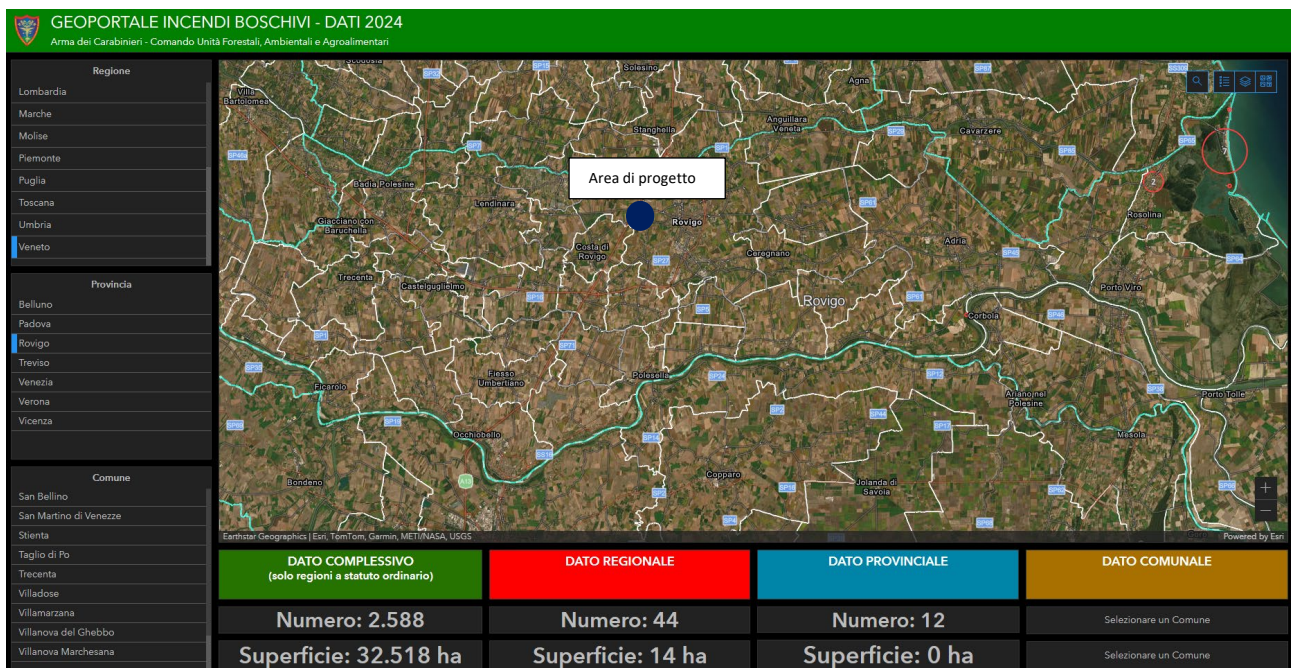 GEOPORTALE INCENDI BOSCHIVI - DATI 2024
Arma dei Carabinieri - Comando Unità Forestali, Ambientali e Agroalimentari
Regione
Lombardia
Marche
Molise
Piemonte
Puglia
Toscana
Umbria
Veneto
Provincia
Belluno
Padova
Rovigo
Treviso
Venezia
Verona
Vicenza
Comune
San Bellino
San Martino di Venezze
Stienta
Taglio di Po
Trecenta
Villadose
Villamarzana
Villanova del Ghebbo
Villanova Marchesana
Solesino
Agna
Villa
Bartolomea
Stanghella
Anguillara
Veneta
Cavarzere
Area di progetto
Badia Polesine
Lendinara
Rovigo
Rosolina
Giacciano con
Baruchella
Costa di
Rovigo
Ceregnano
Adria
Trecenta
Castelguglielmo
Rovigo
Porto Viro
Corbola
Fiesso
Umbertiano
Polesella
Ficarolo
Ariano nel
Polesine
Porto Tolle
Occhiobello
Mesola
Bondeno
Copparo
Jolanda di
Savoia
7
2
A13
Earthstar Geographics | Esri, TomTom, Garmin, METI/NASA, USGS
Powered by Esri
DATO COMPLESSIVO
(solo regioni a statuto ordinario)
Numero: 2.588
Superficie: 32.518 ha
DATO REGIONALE
Numero: 44
Superficie: 14 ha
DATO PROVINCIALE
Numero: 12
Superficie: 0 ha
DATO COMUNALE
Selezionare un Comune
Selezionare un Comune